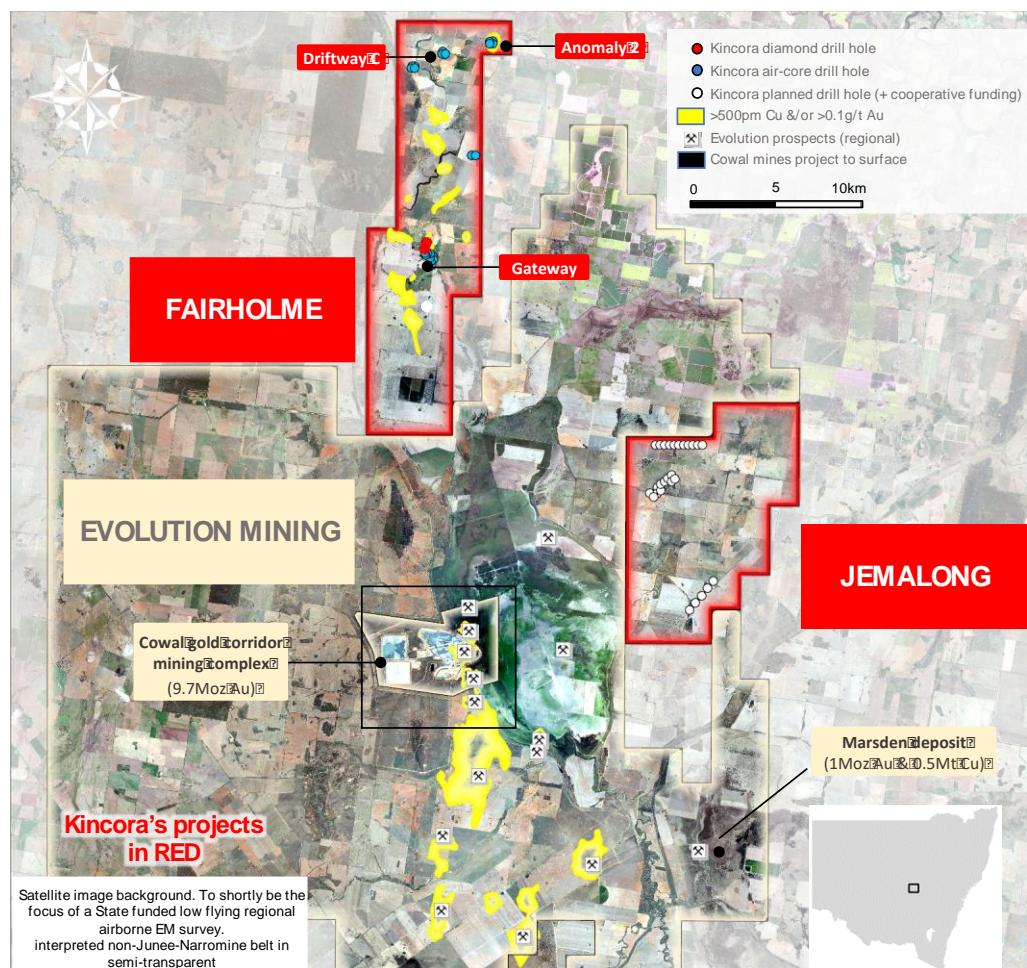 Driftway C
Anomaly 2
Kincora diamond drill hole
Kincora air-core drill hole
Kincora planned drill hole (+ cooperative funding)
>500pm Cu &/or >0.1g/t Au
Evolution prospects (regional)
Cowal mines project to surface
0 5 10km
Gateway
FAIRHOLME
EVOLUTION MINING
JEMALONG
Cowal gold corridor
mining complex
(9.7Moz Au)
Marsden deposit
(1Moz Au & 0.5Mt Cu)
Kincora's projects
in RED
Satellite image background. To shortly be the
focus of a State funded low flying regional
airborne EM survey.
interpreted non-Junee-Narromine belt in
semi-transparent